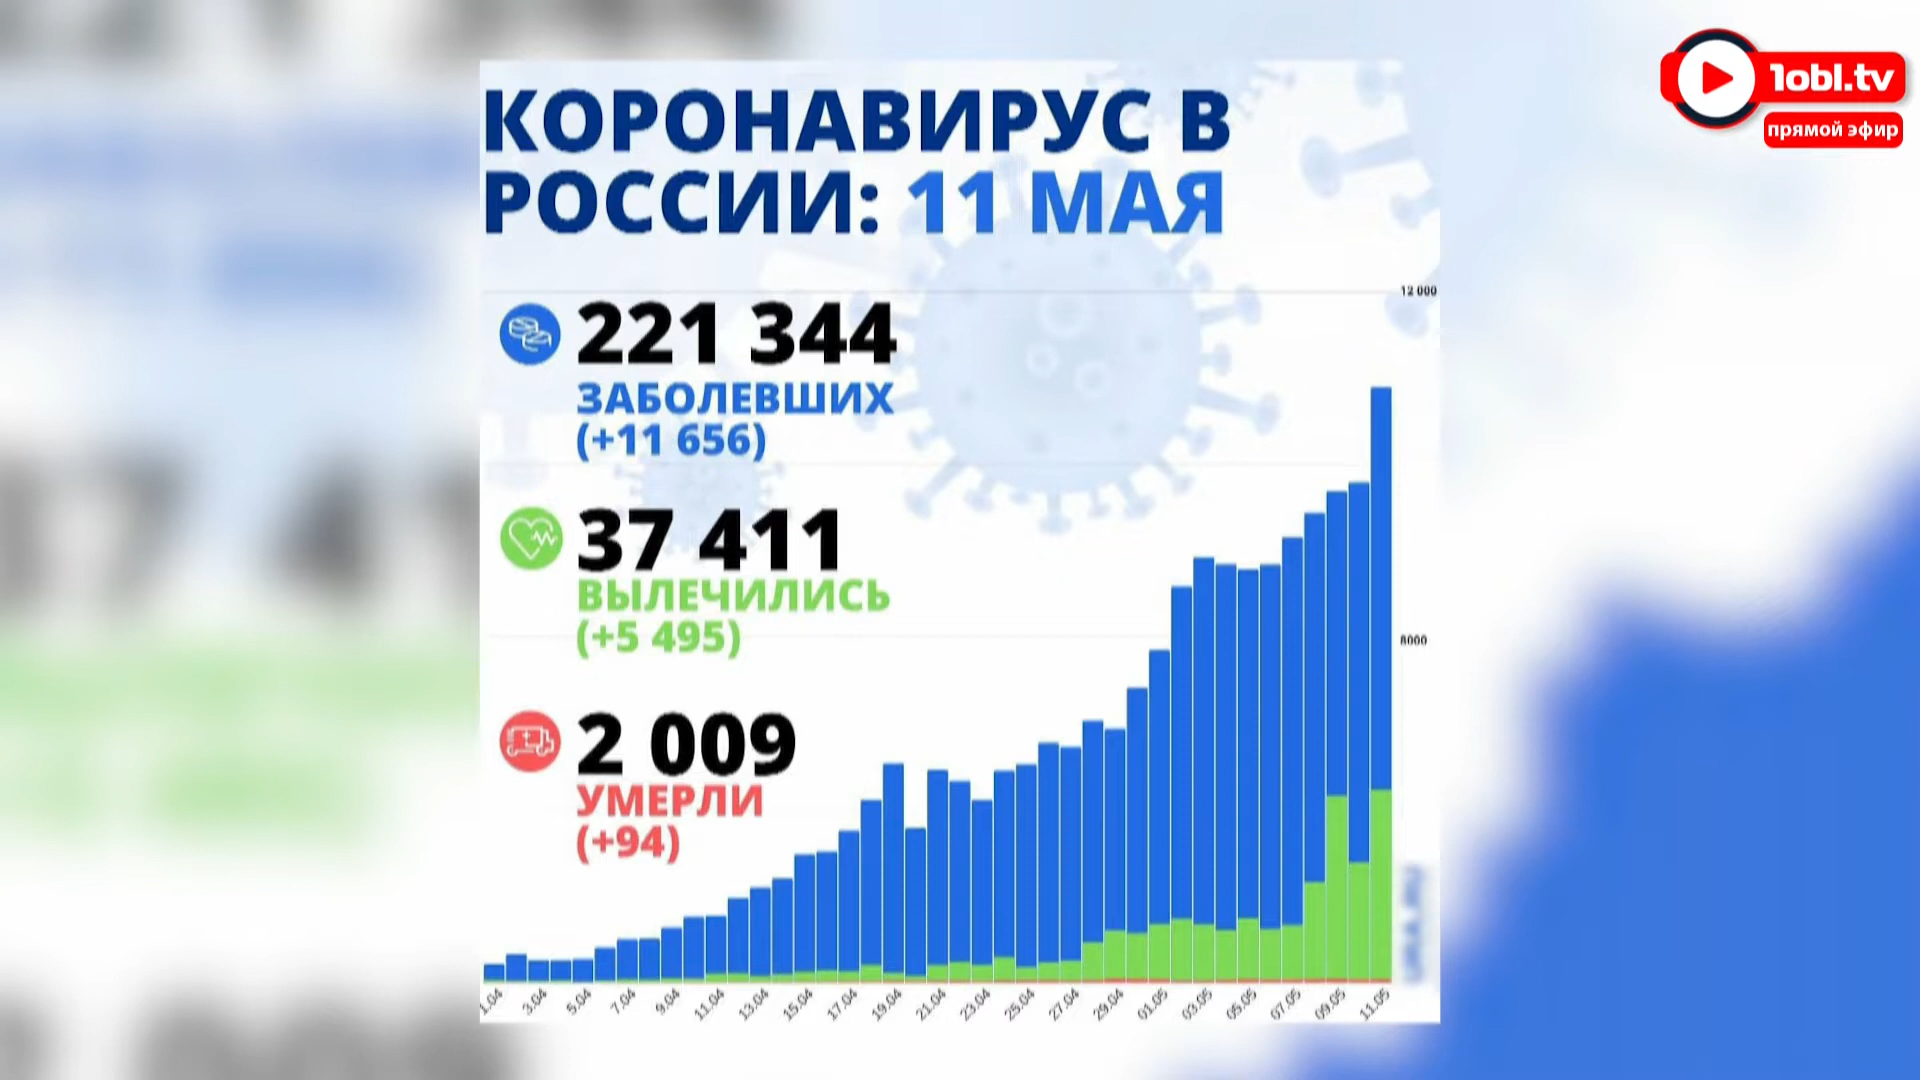 1obl.tv
прямой эфир
КОРОНАВИРУС В
РОССИИ: 11 МАЯ
12 000
221 344
ЗАБОЛЕВШИХ
(+11 656)
37 411
ВЫЛЕЧИЛИСЬ
(+5 495)
8000
2 009
УМЕРЛИ
(+94)
1.04 3.04 5.04 7.04 9.04 11.04 13.04 15.04 17.04 19.04 21.04 23.04 25.04 27.04 29.04 01.05 03.05 05.05 07.05 09.05 11.05